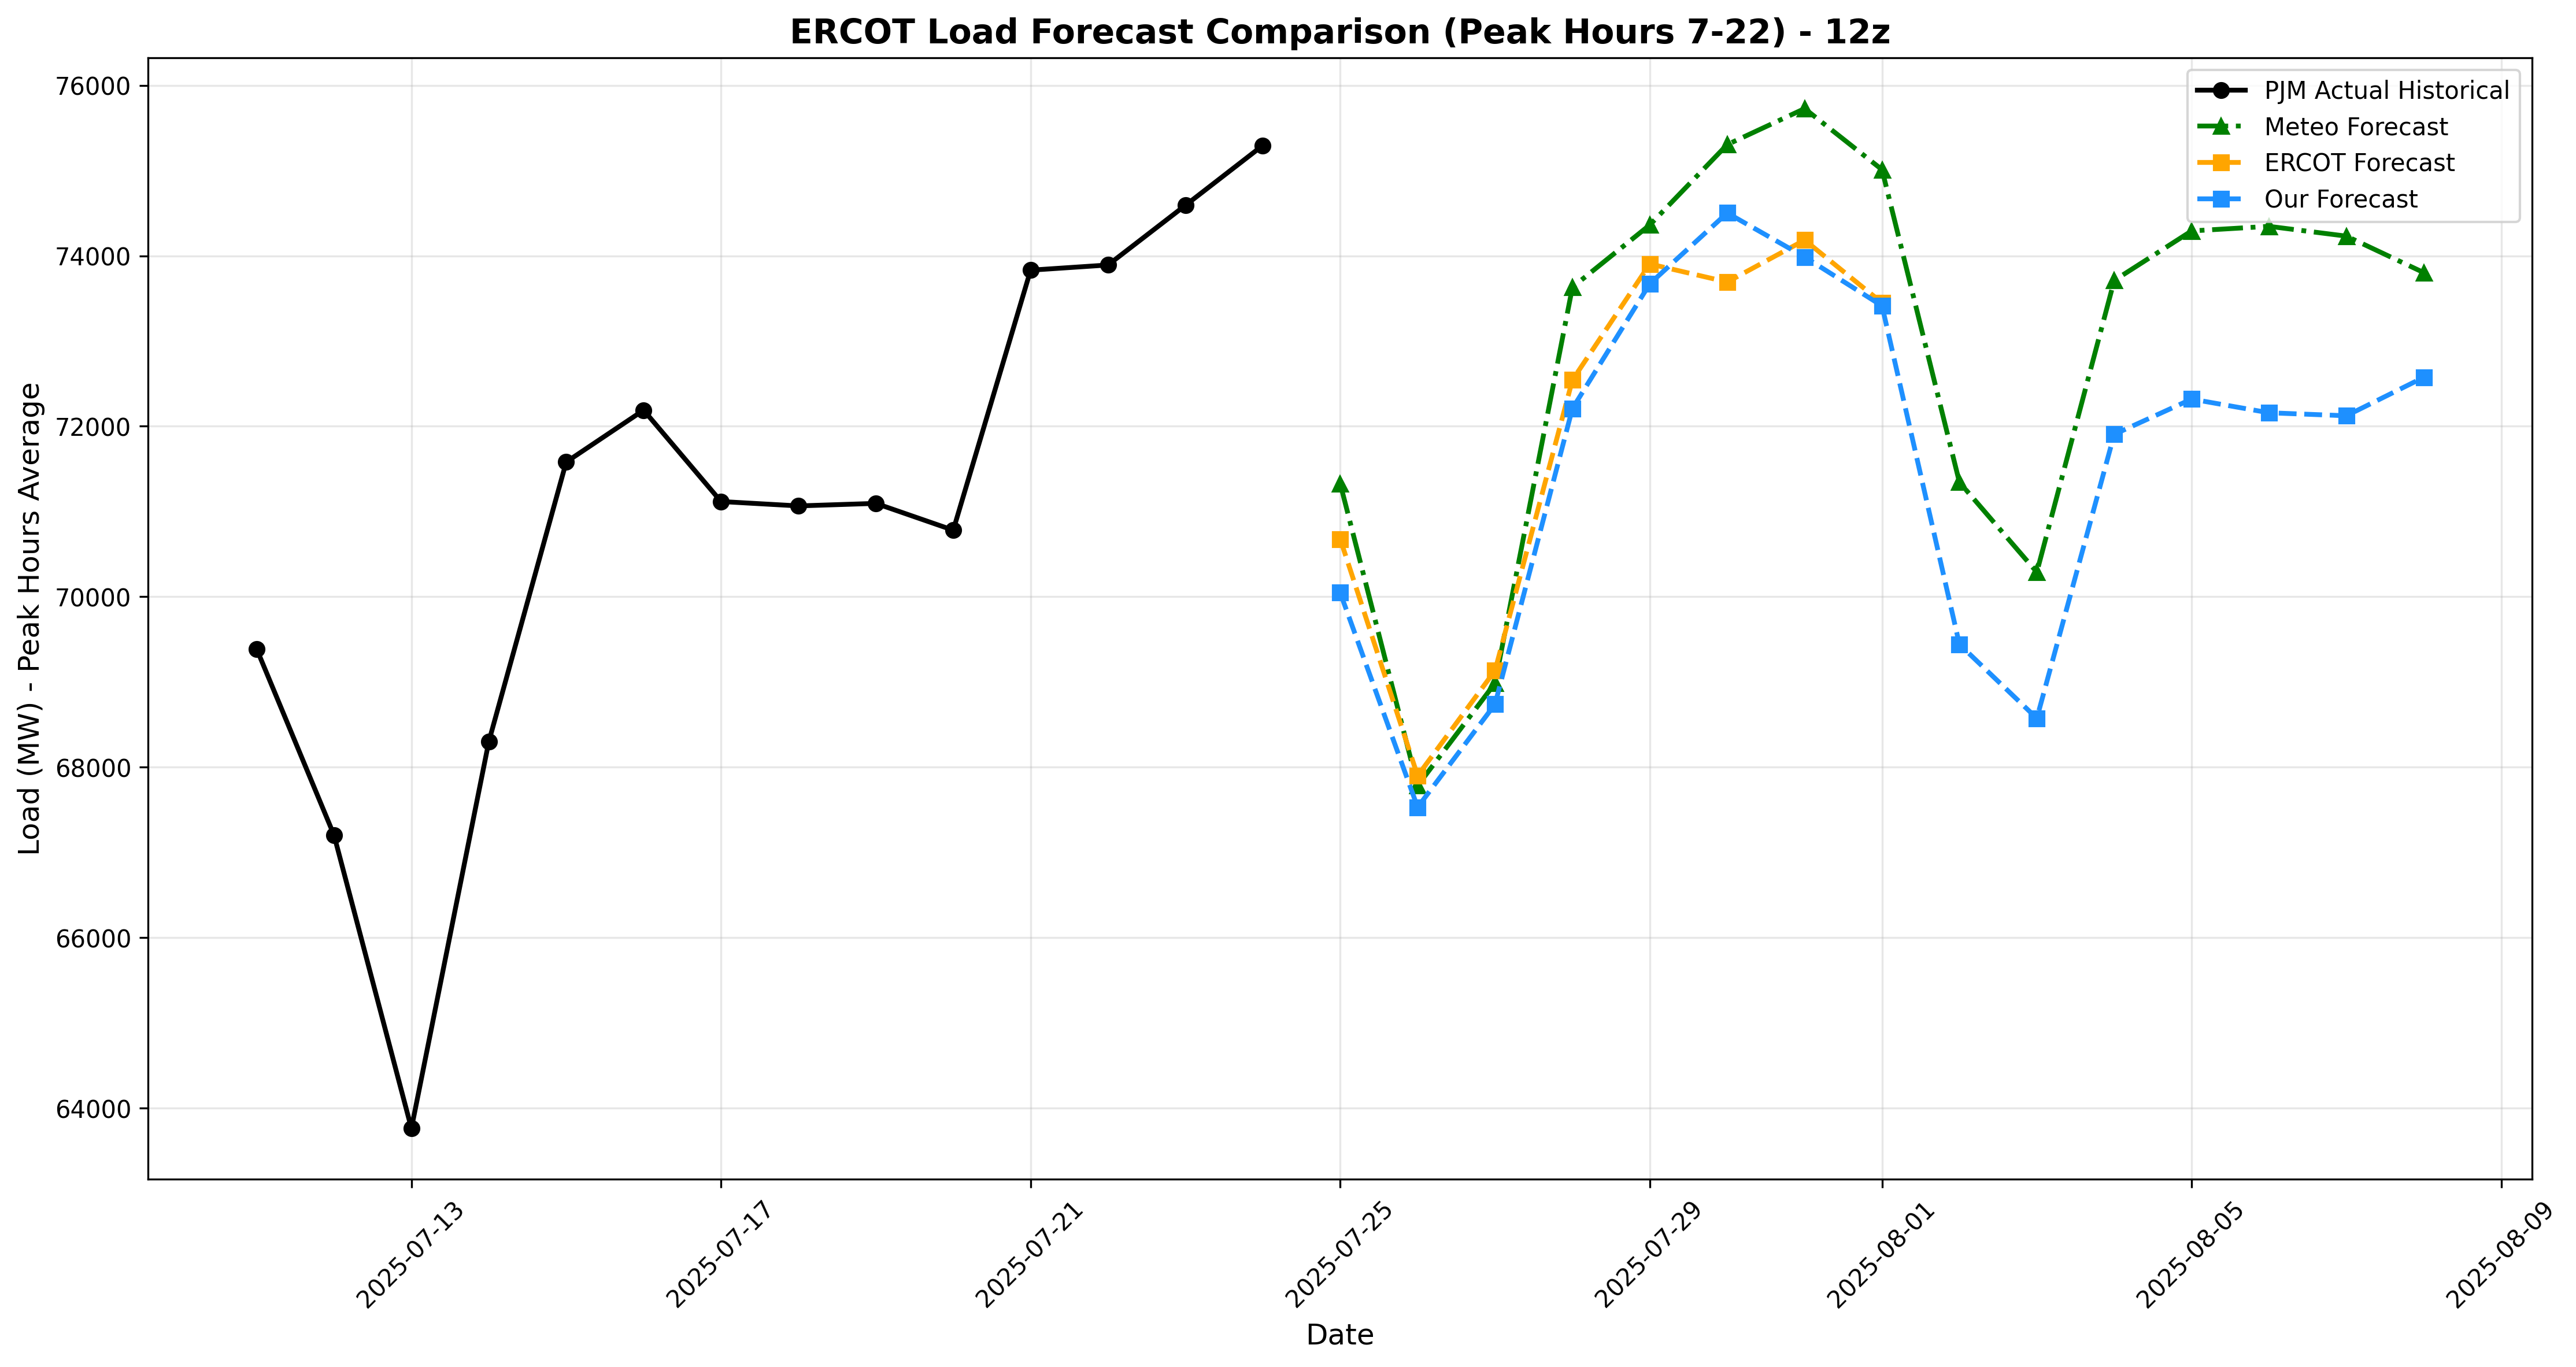 ERCOT Load Forecast Comparison (Peak Hours 7-22) - 12z
PJM Actual Historical
Meteo Forecast
ERCOT Forecast
Our Forecast
Load (MW) - Peak Hours Average
76000
74000
72000
70000
68000
66000
64000
2025-07-13
2025-07-17
2025-07-21
2025-07-25
2025-07-29
2025-08-01
2025-08-05
2025-08-09
Date